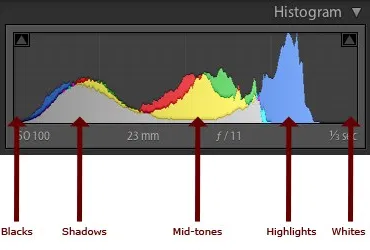 Histogram ▼
ISO 100 23 mm ƒ / 11 ⅓ sec
Blacks Shadows Mid-tones Highlights Whites